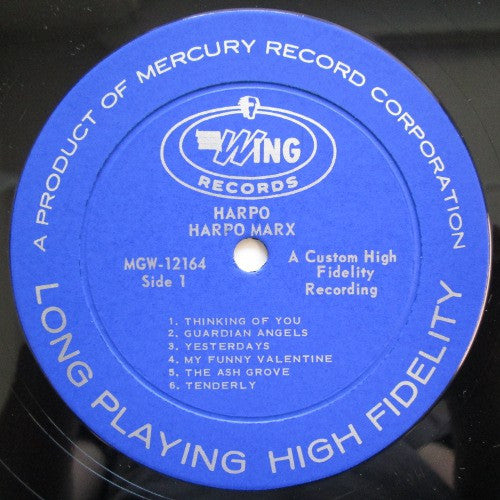 A PRODUCT OF MERCURY RECORD CORPORATION
WING
RECORDS
HARPO
HARPO MARX
MGW-12164
Side 1
A Custom High
Fidelity
Recording
1. THINKING OF YOU
2. GUARDIAN ANGELS
3. YESTERDAYS
4. MY FUNNY VALENTINE
5. THE ASH GROVE
6. TENDERLY
LONG PLAYING HIGH FIDELITY